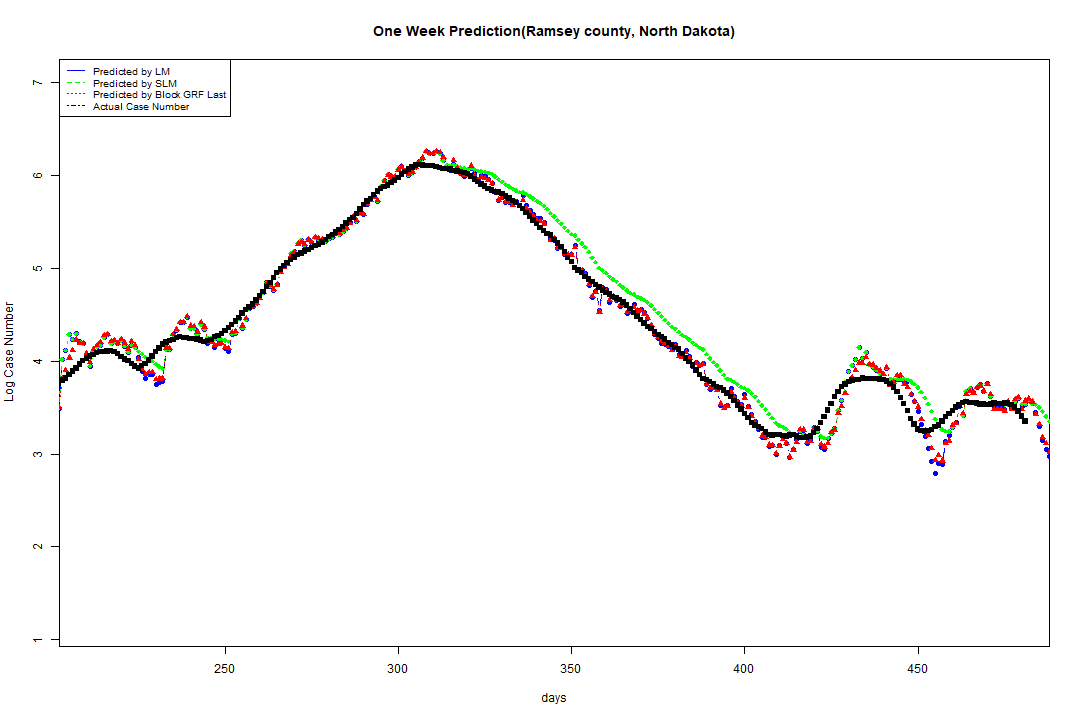 One Week Prediction(Ramsey county, North Dakota)
Predicted by LM
Predicted by SLM
Predicted by Block GRF Last
Actual Case Number
7
6
5
4
3
2
1
Log Case Number
250
300
350
400
450
days